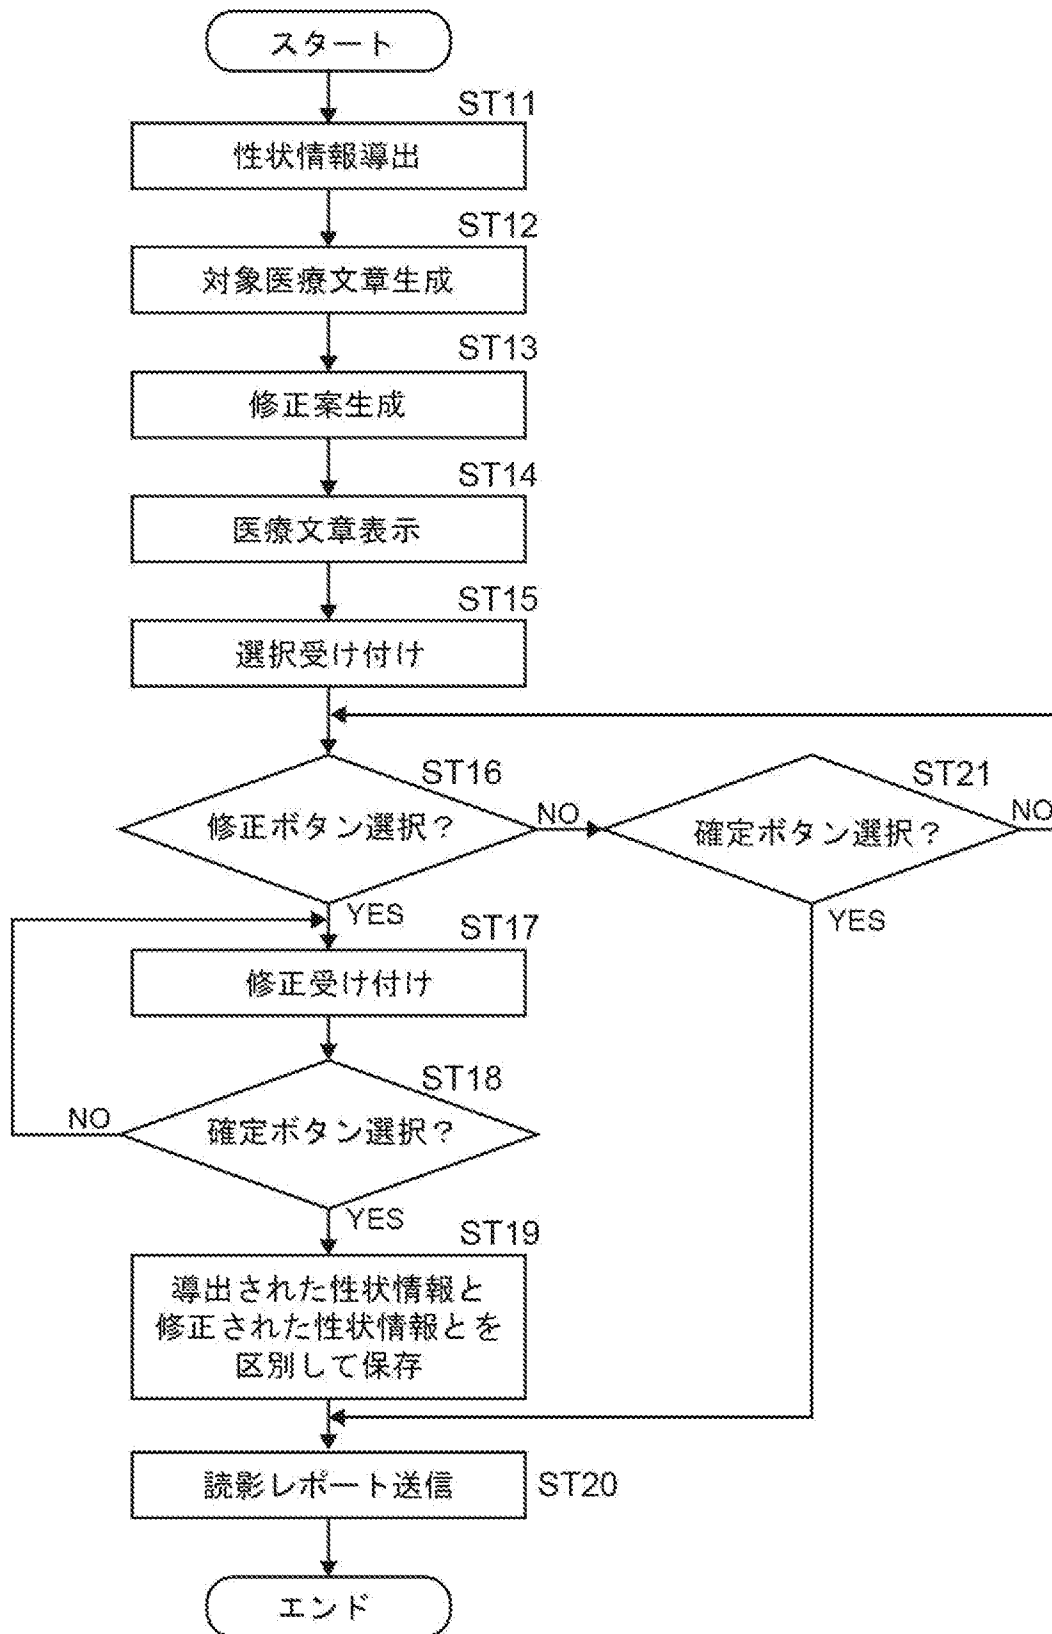 スタート
ST11
性状情報導出
ST12
対象医療文章生成
ST13
修正案生成
ST14
医療文章表示
ST15
選択受け付け
ST16
修正ボタン選択？
NO
ST21
確定ボタン選択？
NO
YES
YES
ST17
修正受け付け
ST18
確定ボタン選択？
NO
YES
ST19
導出された性状情報と
修正された性状情報とを
区別して保存
読影レポート送信
ST20
エンド